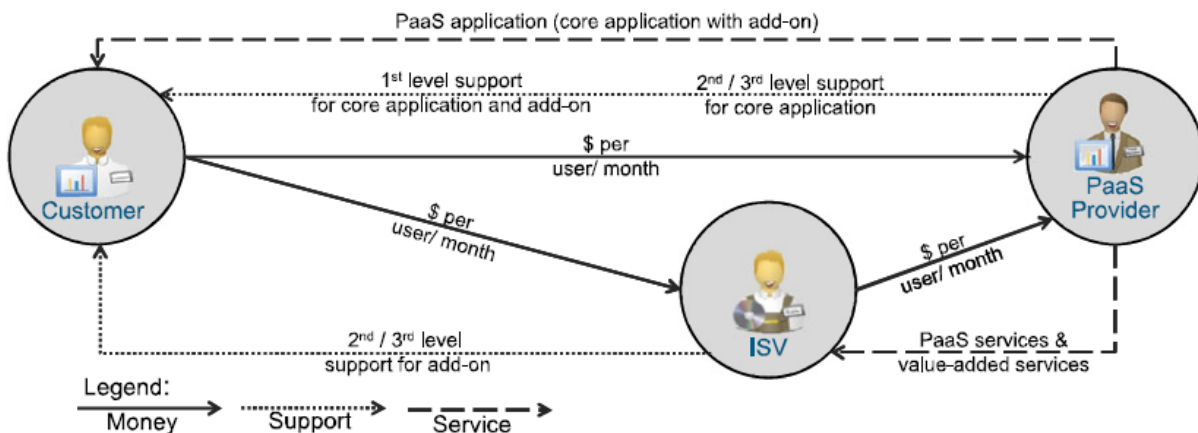 PaaS application (core application with add-on)
1st level support
for core application and add-on
2nd / 3rd level support
for core application
$ per
user/ month
Customer
PaaS
Provider
$ per
user/ month
$ per
user/ month
ISV
2nd / 3rd level
support for add-on
PaaS services &
value-added services
Legend:
Money
Support
Service